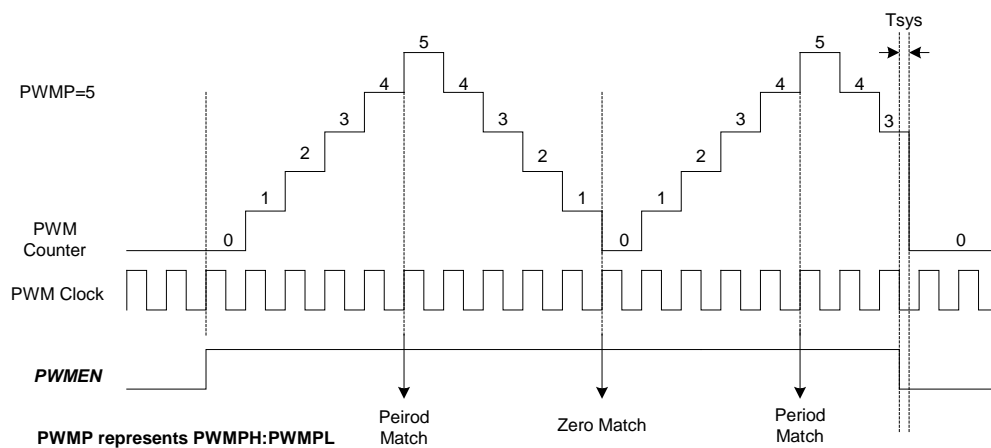 Tsys
5
5
PWMP=5
4
4
4
4
3
3
3
3
2
2
2
1
1
1
PWM
Counter
0
0
0
PWM Clock
PWMEN
Peirod
Match
Zero Match
Period
Match
PWMP represents PWMPH:PWMPL